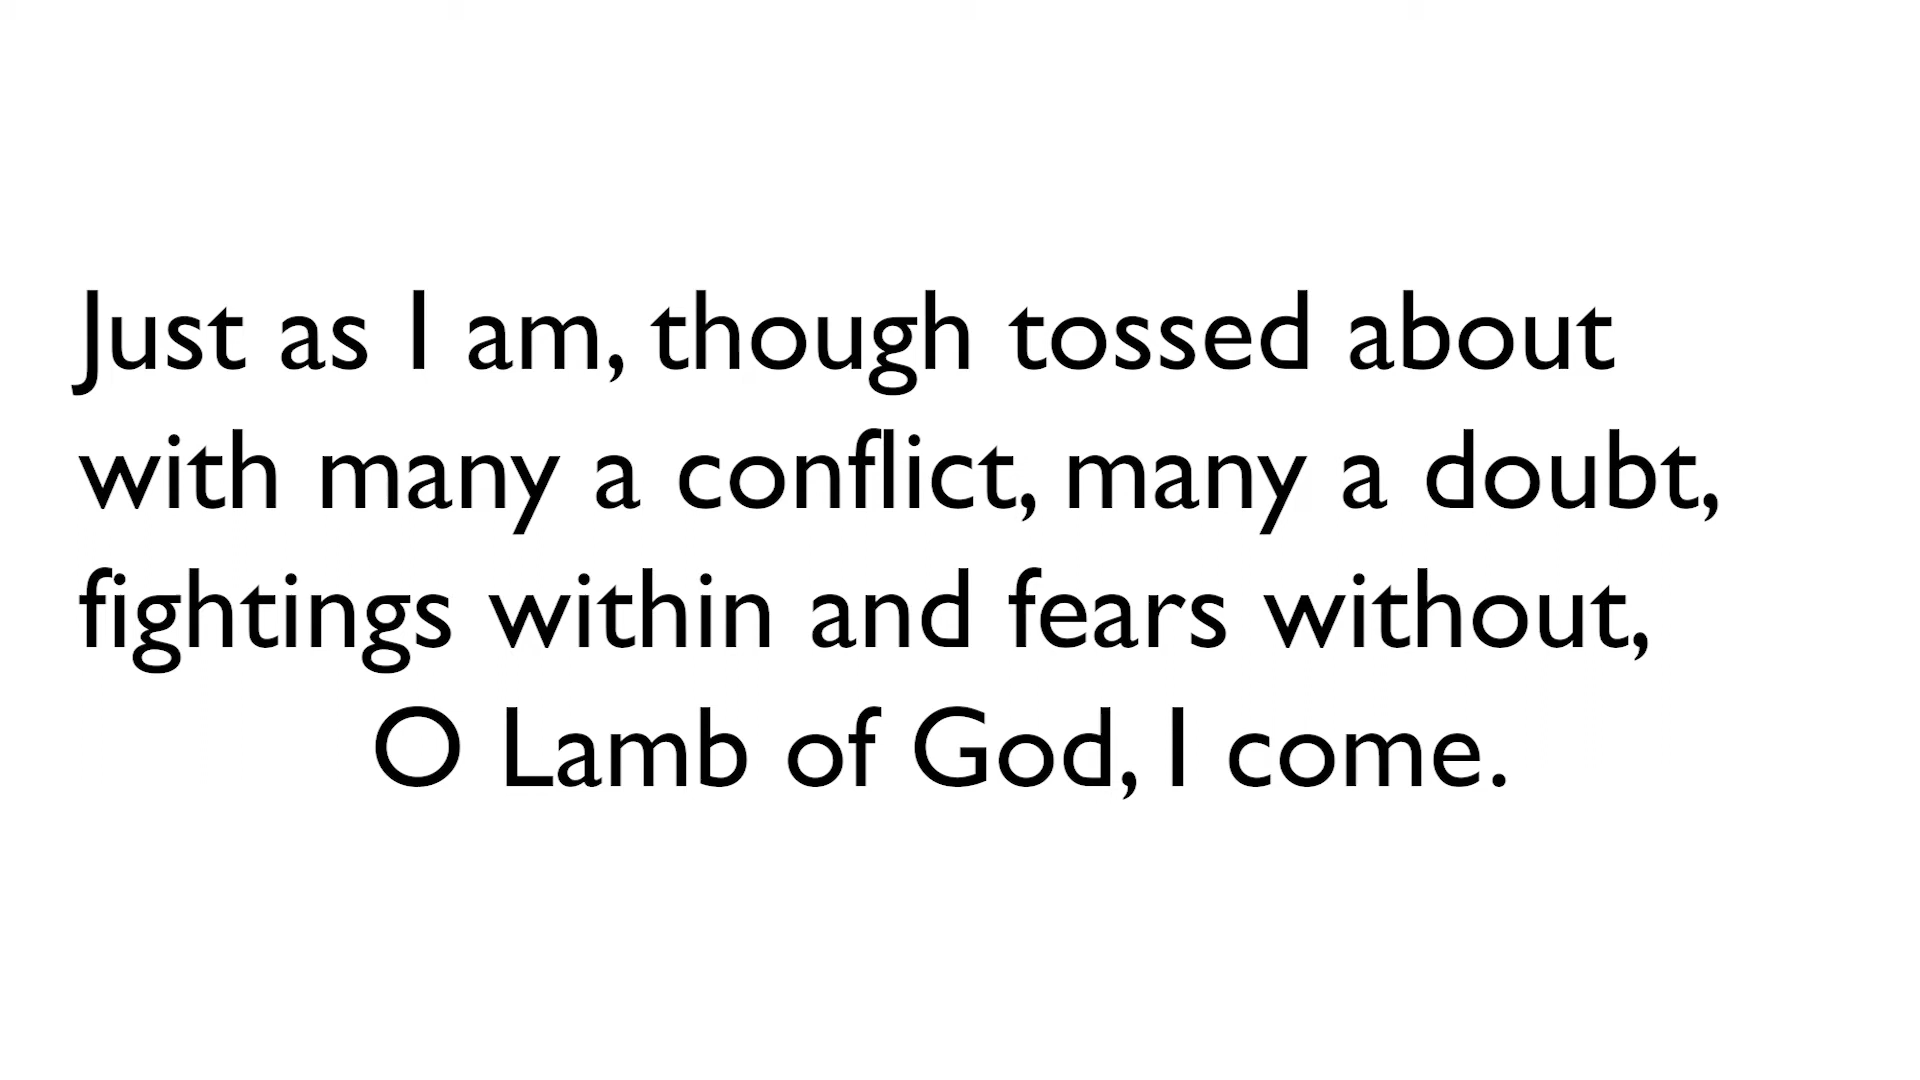 Just as I am, though tossed about
with many a conflict, many a doubt,
fightings within and fears without,
O Lamb of God, I come.